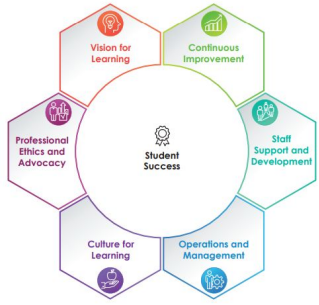 Vision for
Learning
Continuous
Improvement
Professional
Ethics and
Advocacy
Student
Success
Staff
Support and
Development
Culture for
Learning
Operations and
Management